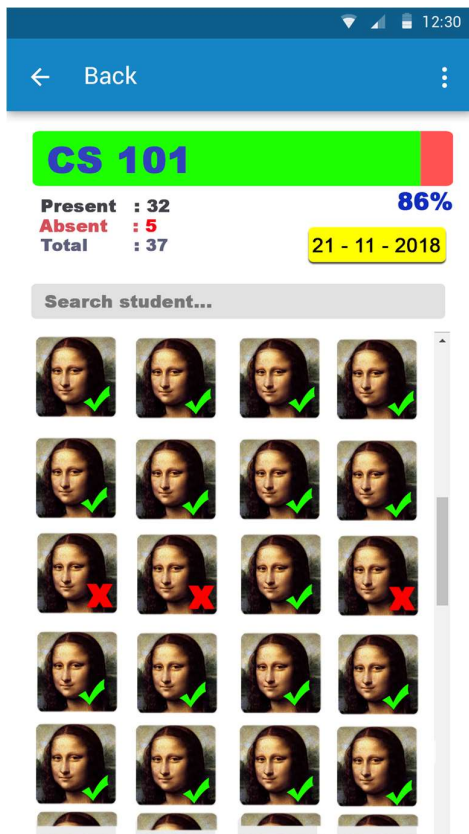 12:30
Back
CS 101
Present : 32
86%
Absent : 5
Total : 37
21 - 11 - 2018
Search student...